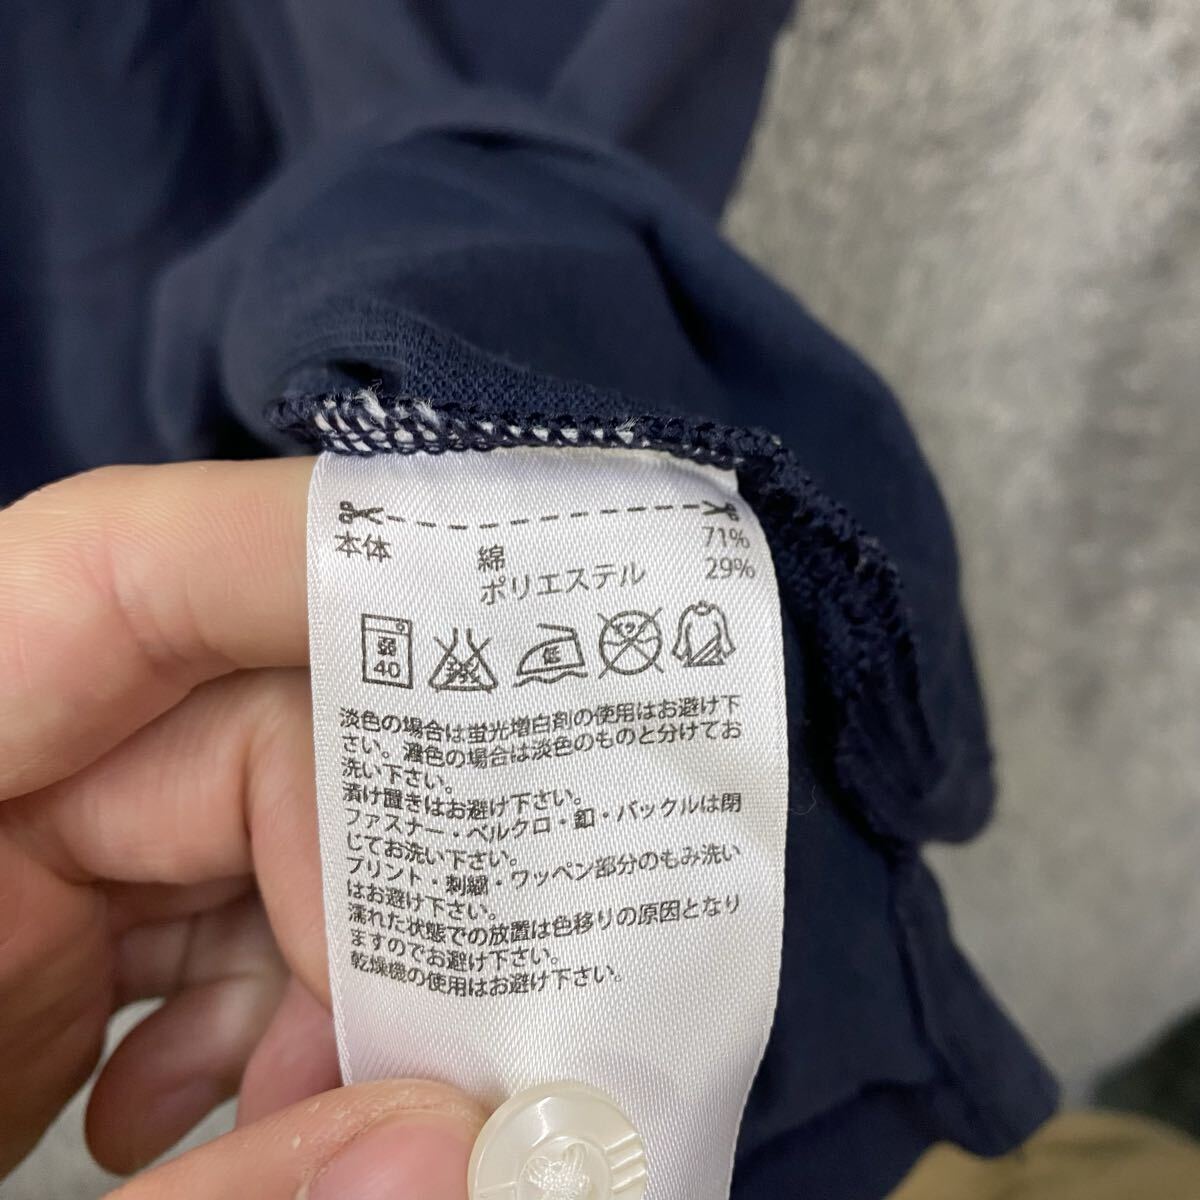 本体 綿 71%
ポリエステル 29%
弱
40
低
淡色の場合は蛍光増白剤の使用はお避け下
さい。濃色の場合は淡色のものと分けてお
洗い下さい。
漬け置きはお避け下さい。
ファスナー・ベルクロ・釦・バックルは閉
じてお洗い下さい。
プリント・刺繍・ワッペン部分のもみ洗い
はお避け下さい。
濡れた状態での放置は色移りの原因となり
ますのでお避け下さい。
乾燥機の使用はお避け下さい。